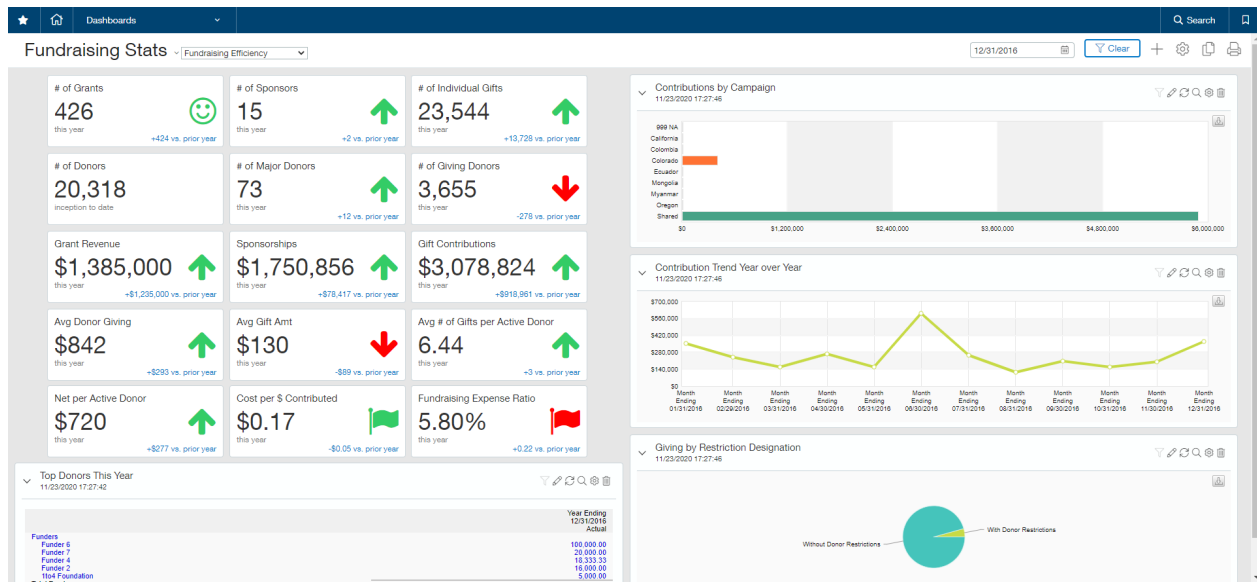 Dashboards
Search
Fundraising Stats
Fundraising Efficiency
12/31/2016
Clear
# of Grants
426
this year
+424 vs. prior year
# of Sponsors
15
this year
+2 vs. prior year
# of Individual Gifts
23,544
this year
+13,728 vs. prior year
# of Donors
20,318
inception to date
# of Major Donors
73
this year
+12 vs. prior year
# of Giving Donors
3,655
this year
-278 vs. prior year
Grant Revenue
$1,385,000
this year
+$1,235,000 vs. prior year
Sponsorships
$1,750,856
this year
+$78,417 vs. prior year
Gift Contributions
$3,078,824
this year
+$918,961 vs. prior year
Avg Donor Giving
$842
this year
+$293 vs. prior year
Avg Gift Amt
$130
this year
-$89 vs. prior year
Avg # of Gifts per Active Donor
6.44
this year
+3 vs. prior year
Net per Active Donor
$720
this year
+$277 vs. prior year
Cost per $ Contributed
$0.17
this year
-$0.05 vs. prior year
Fundraising Expense Ratio
5.80%
this year
+0.22 vs. prior year
Top Donors This Year
11/23/2020 17:27:42
Year Ending
12/31/2016
Actual
Funders
Funder 6 100,000.00
Funder 7 20,000.00
Funder 4 18,333.33
Funder 2 16,000.00
1to4 Foundation 5,000.00
Contributions by Campaign
11/23/2020 17:27:46
999 NA
California
Colombia
Colorado
Ecuador
Mongolia
Myanmar
Oregon
Shared
$0 $1,200,000 $2,400,000 $3,600,000 $4,800,000 $6,000,000
Contribution Trend Year over Year
11/23/2020 17:27:46
$700,000
$560,000
$420,000
$280,000
$140,000
$0
Month Month Month Month Month Month Month Month Month Month Month Month
Ending Ending Ending Ending Ending Ending Ending Ending Ending Ending Ending Ending
01/31/2016 02/29/2016 03/31/2016 04/30/2016 05/31/2016 06/30/2016 07/31/2016 08/31/2016 09/30/2016 10/31/2016 11/30/2016 12/31/2016
Giving by Restriction Designation
11/23/2020 17:27:46
With Donor Restrictions
Without Donor Restrictions